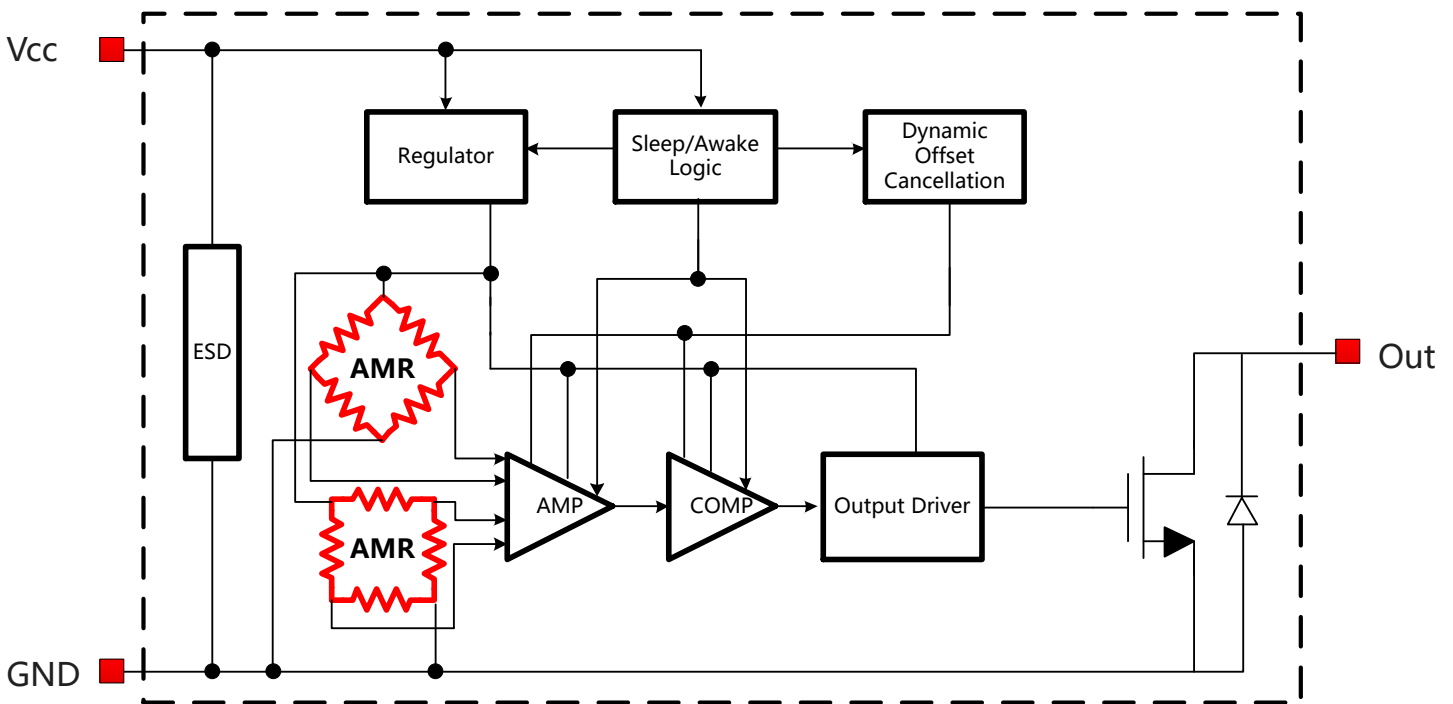 Vcc
Regulator
Sleep/Awake
Logic
Dynamic
Offset
Cancellation
ESD
AMR
Out
AMP
COMP
Output Driver
AMR
GND